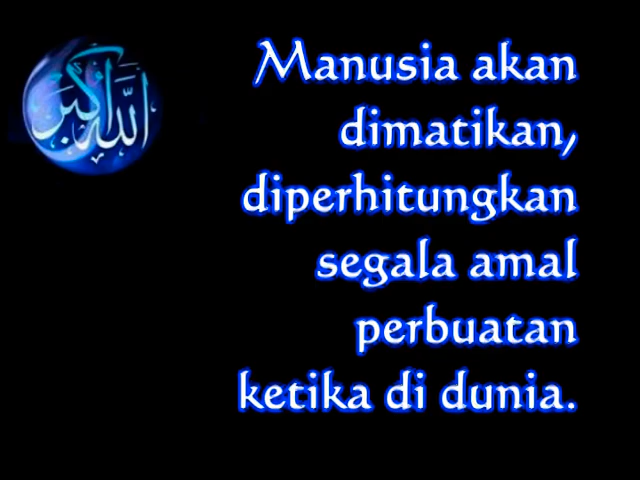 الله أكبر
Manusia akan
dimatikan,
diperhitungkan
segala amal
perbuatan
ketika di dunia.